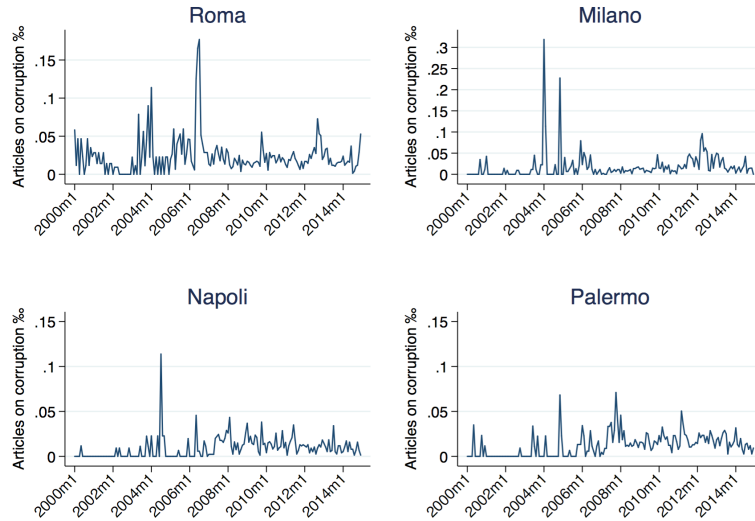 Roma
Articles on corruption ‰
.15
.1
.05
0
2000m1
2002m1
2004m1
2006m1
2008m1
2010m1
2012m1
2014m1
Milano
Articles on corruption ‰
.3
.25
.2
.15
.1
.05
0
2000m1
2002m1
2004m1
2006m1
2008m1
2010m1
2012m1
2014m1
Napoli
Articles on corruption ‰
.15
.1
.05
0
2000m1
2002m1
2004m1
2006m1
2008m1
2010m1
2012m1
2014m1
Palermo
Articles on corruption ‰
.15
.1
.05
0
2000m1
2002m1
2004m1
2006m1
2008m1
2010m1
2012m1
2014m1